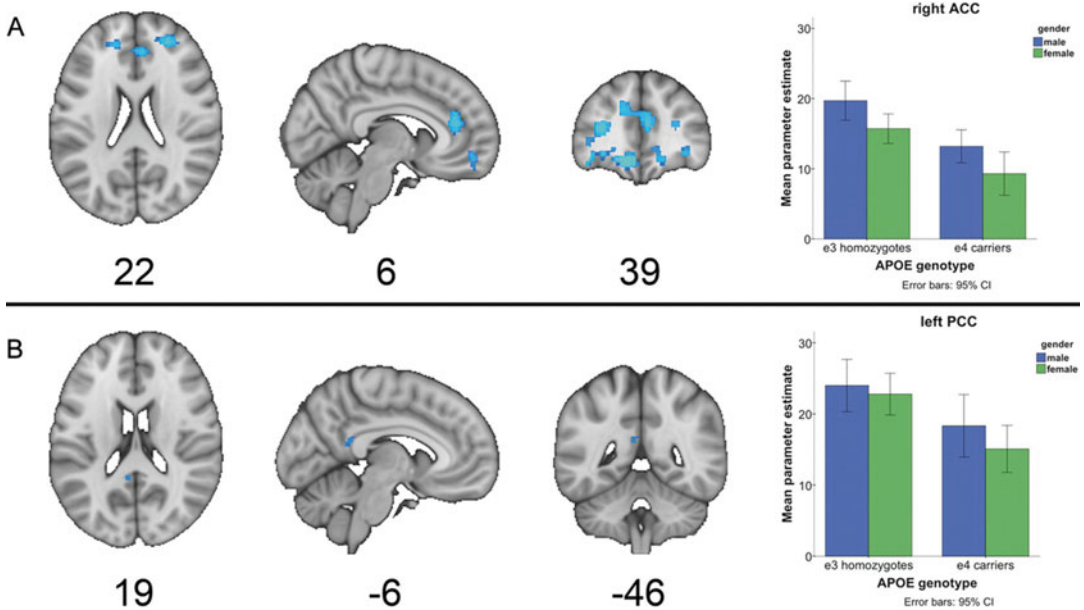 A
22
6
39
right ACC
gender
male
female
Mean parameter estimate
30
20
10
0
e3 homozygotes e4 carriers
APOE genotype
Error bars: 95% CI
B
19
-6
-46
left PCC
gender
male
female
Mean parameter estimate
30
20
10
0
e3 homozygotes e4 carriers
APOE genotype
Error bars: 95% CI